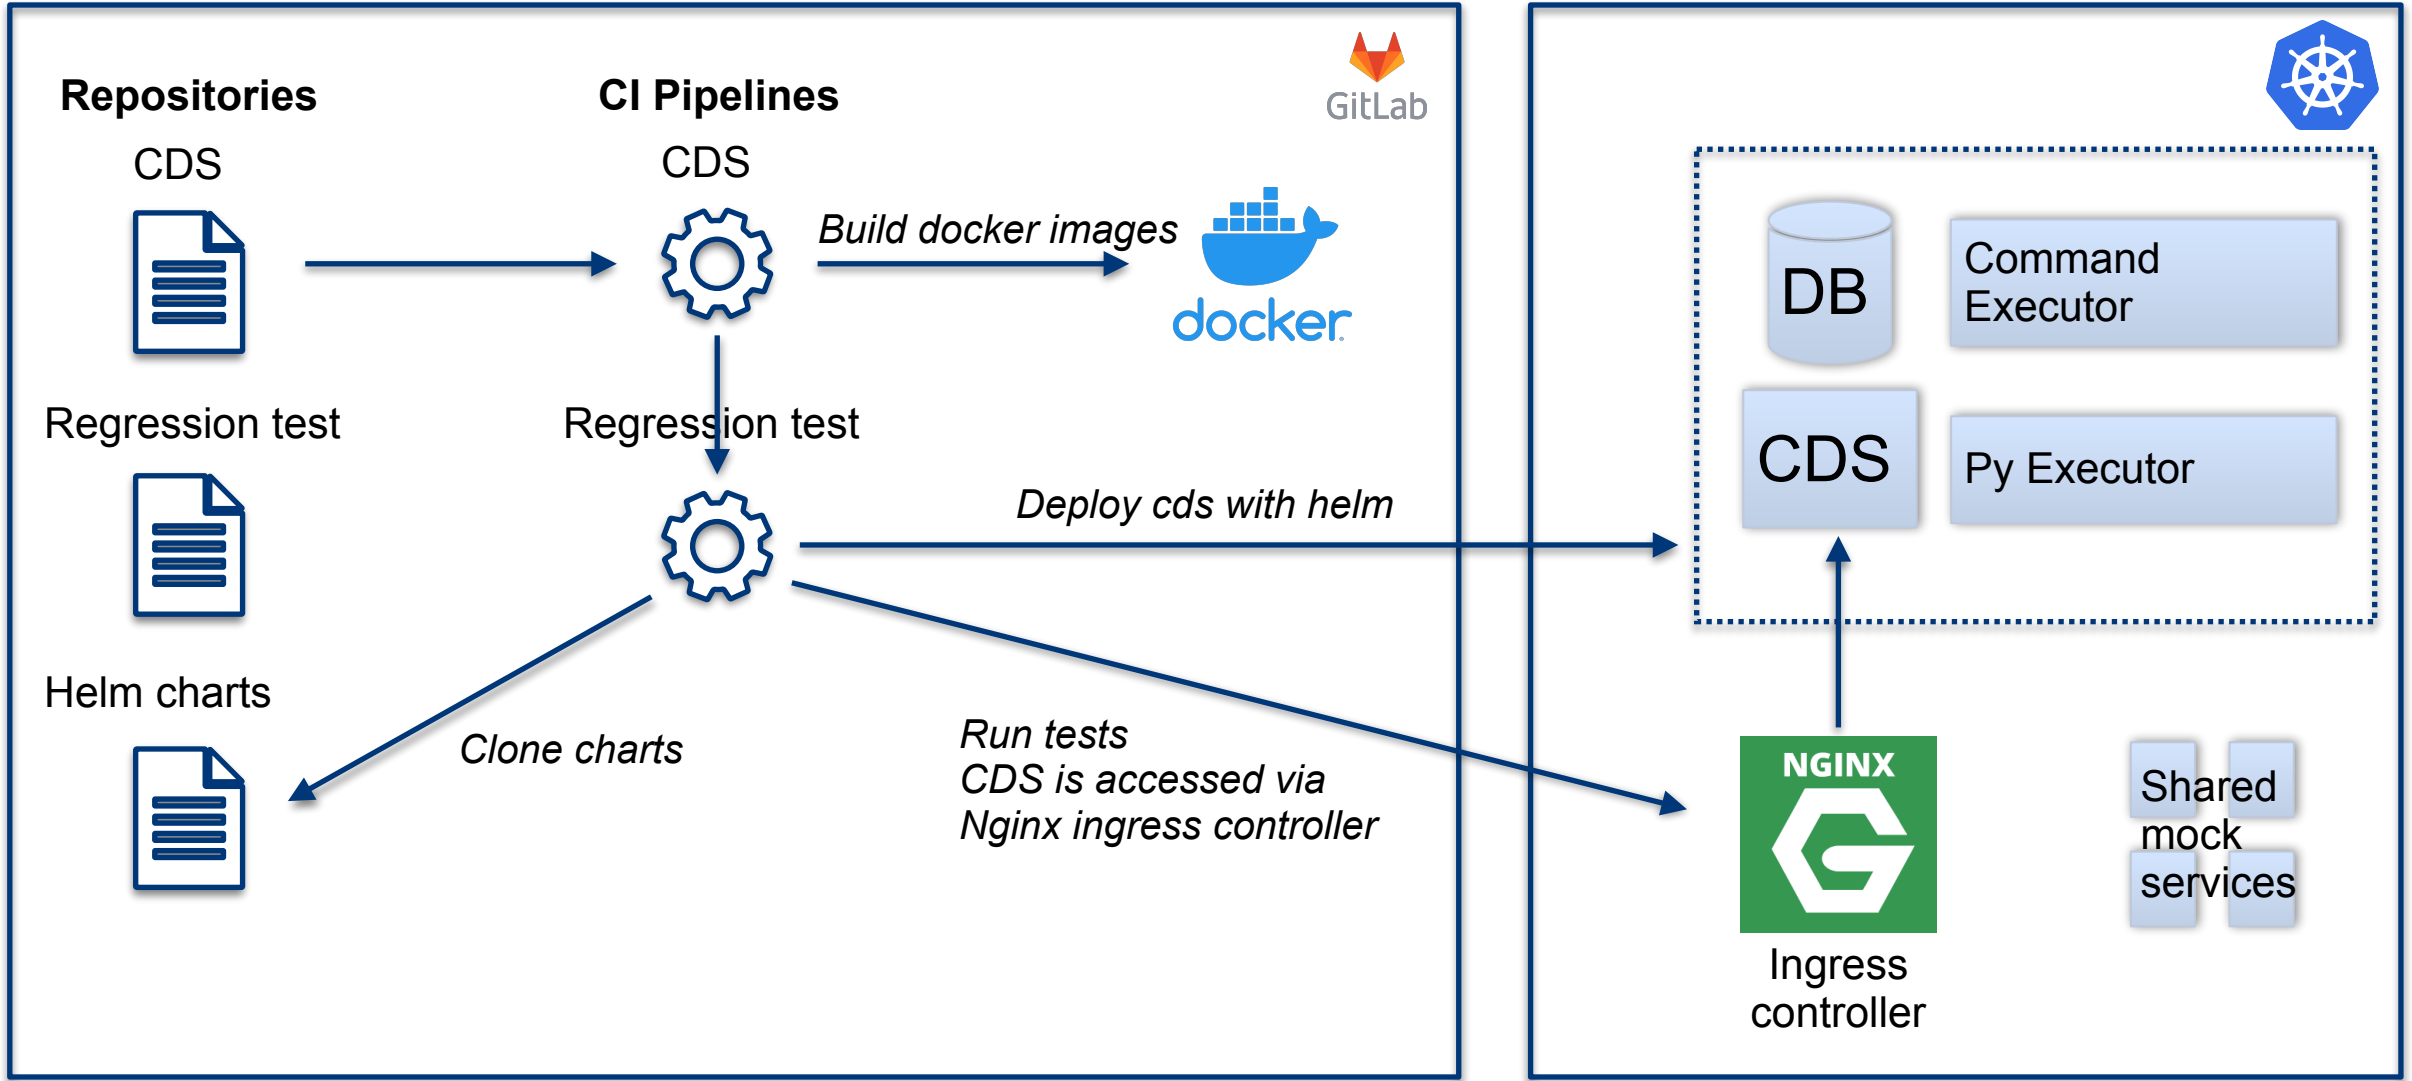 Repositories
CI Pipelines
GitLab
CDS
CDS
Build docker images
docker
Regression test
Regression test
Deploy cds with helm
Helm charts
Clone charts
Run tests
CDS is accessed via
Nginx ingress controller
DB
Command
Executor
CDS
Py Executor
NGINX
Ingress
controller
Shared
mock
services